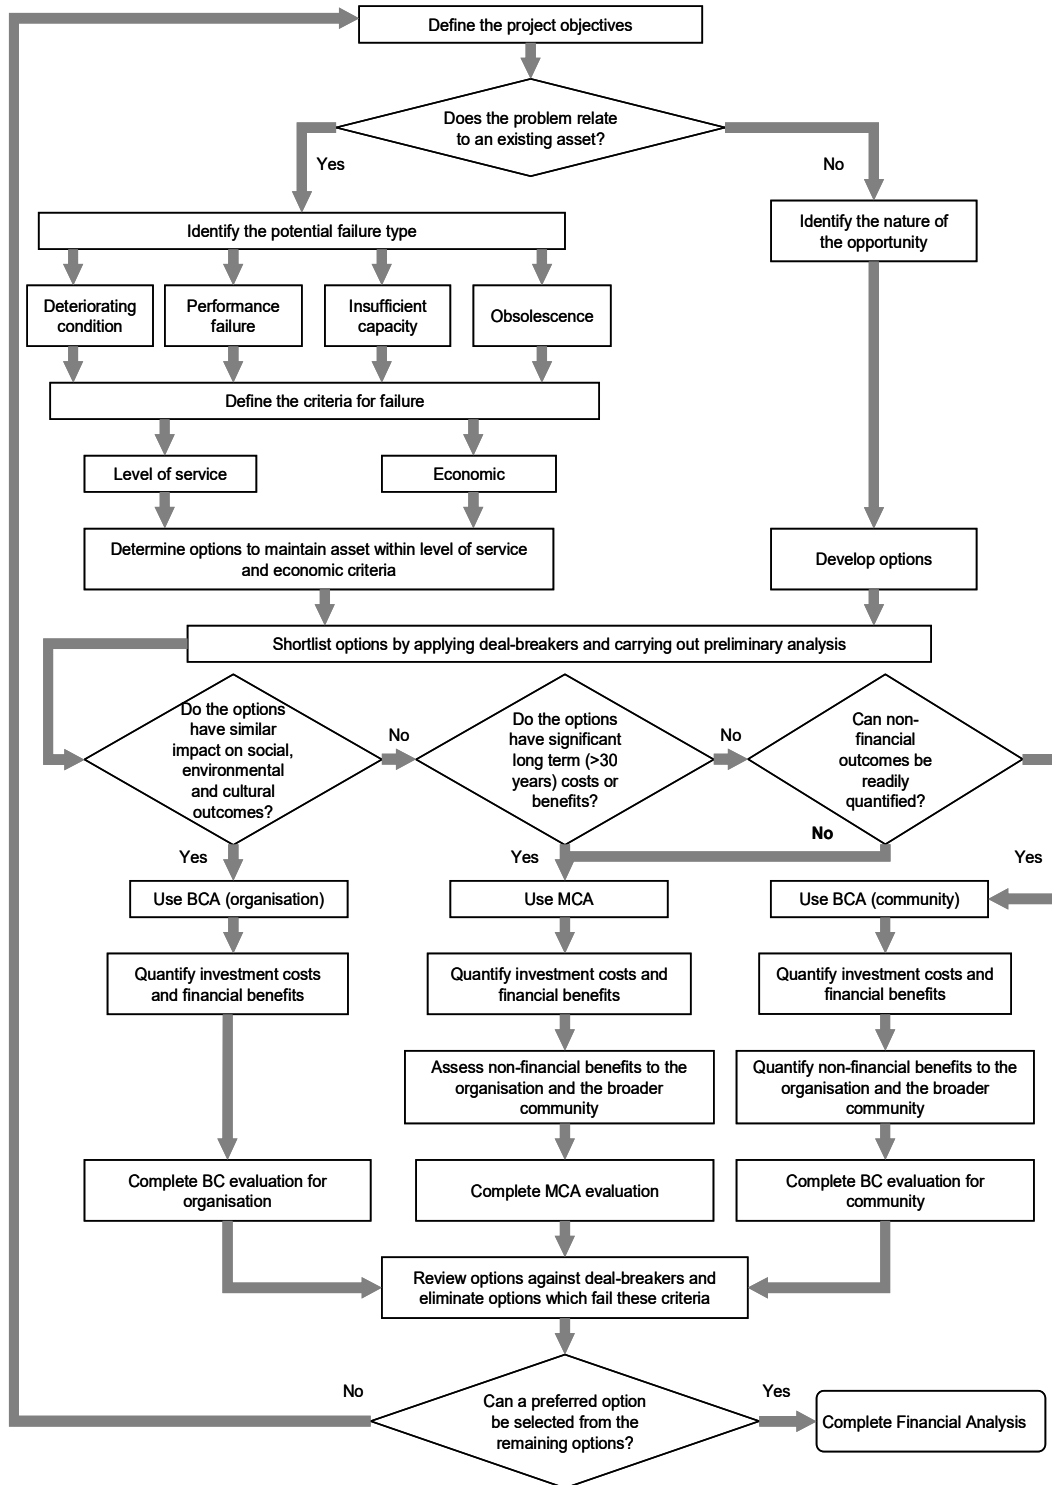 Define the project objectives
Does the problem relate
to an existing asset?
Yes
No
Identify the potential failure type
Identify the nature of
the opportunity
Deteriorating
condition
Performance
failure
Insufficient
capacity
Obsolescence
Define the criteria for failure
Level of service
Economic
Determine options to maintain asset within level of service
and economic criteria
Develop options
Shortlist options by applying deal-breakers and carrying out preliminary analysis
Do the options
have similar
impact on social,
environmental
and cultural
outcomes?
No
Do the options
have significant
long term (>30
years) costs or
benefits?
No
Can non-
financial
outcomes be
readily
quantified?
No
Yes
Yes
Yes
Use BCA (organisation)
Use MCA
Use BCA (community)
Quantify investment costs
and financial benefits
Quantify investment costs and
financial benefits
Quantify investment costs and
financial benefits
Assess non-financial benefits to the
organisation and the broader
community
Quantify non-financial benefits to the
organisation and the broader
community
Complete BC evaluation for
organisation
Complete MCA evaluation
Complete BC evaluation for
community
Review options against deal-breakers and
eliminate options which fail these criteria
No
Can a preferred option
be selected from the
remaining options?
Yes
Complete Financial Analysis